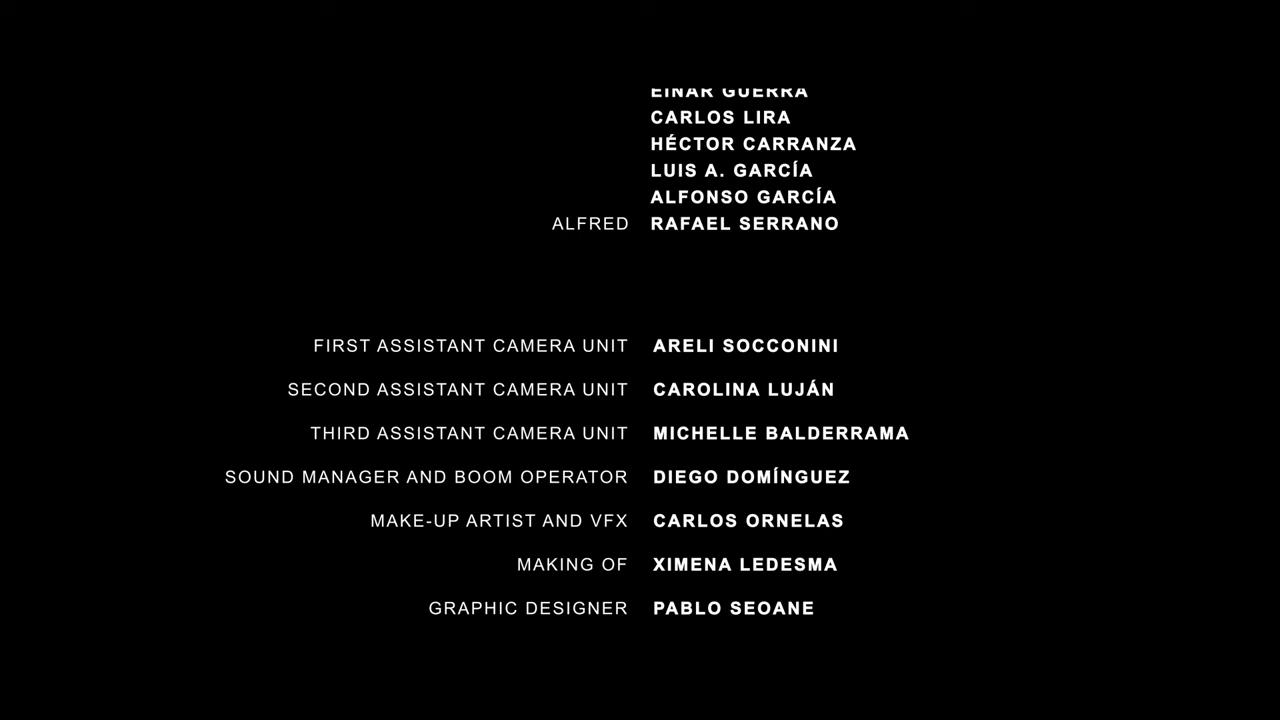 EINAR GUERRA
CARLOS LIRA
HÉCTOR CARRANZA
LUIS A. GARCÍA
ALFONSO GARCÍA
ALFRED RAFAEL SERRANO
FIRST ASSISTANT CAMERA UNIT ARELI SOCCONINI
SECOND ASSISTANT CAMERA UNIT CAROLINA LUJÁN
THIRD ASSISTANT CAMERA UNIT MICHELLE BALDERRAMA
SOUND MANAGER AND BOOM OPERATOR DIEGO DOMÍNGUEZ
MAKE-UP ARTIST AND VFX CARLOS ORNELAS
MAKING OF XIMENA LEDESMA
GRAPHIC DESIGNER PABLO SEOANE